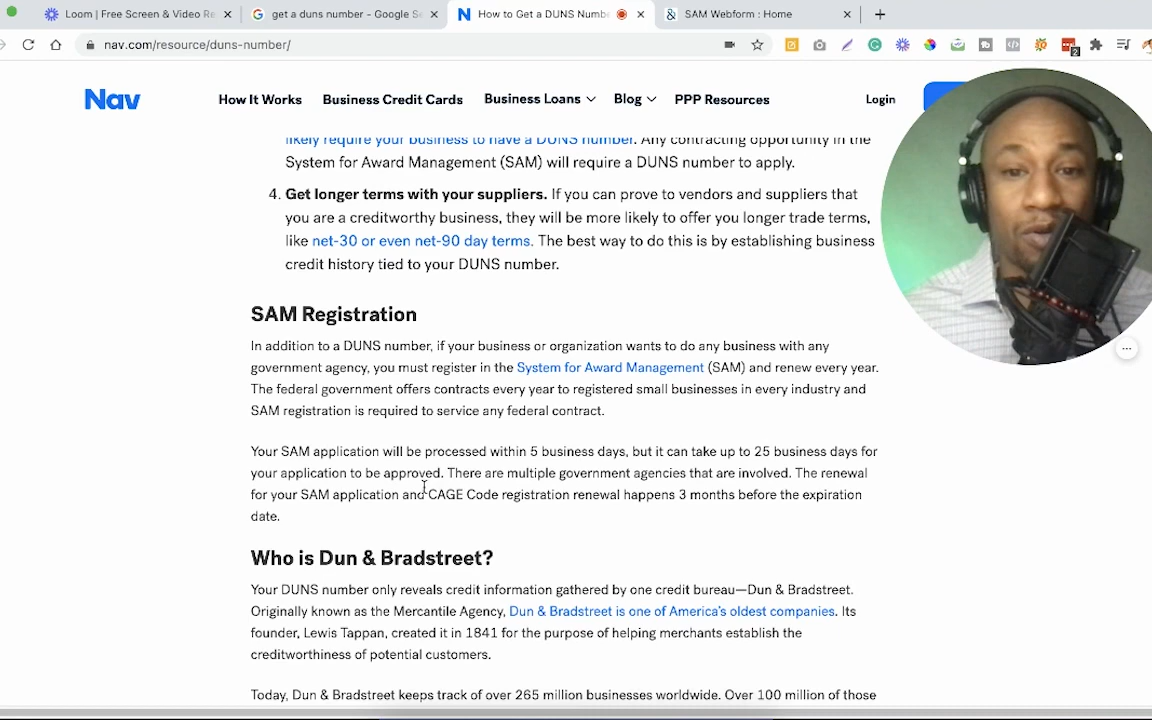 Loom | Free Screen & Video Re
get a duns number - Google Se
How to Get a DUNS Numbe
SAM Webform : Home
nav.com/resource/duns-number/
2
Nav
How It Works
Business Credit Cards
Business Loans
Blog
PPP Resources
Login
likely require your business to have a DUNS number. Any contracting opportunity in the
System for Award Management (SAM) will require a DUNS number to apply.
4. Get longer terms with your suppliers. If you can prove to vendors and suppliers that
you are a creditworthy business, they will be more likely to offer you longer trade terms,
like net-30 or even net-90 day terms. The best way to do this is by establishing business
credit history tied to your DUNS number.
SAM Registration
In addition to a DUNS number, if your business or organization wants to do any business with any
government agency, you must register in the System for Award Management (SAM) and renew every year.
The federal government offers contracts every year to registered small businesses in every industry and
SAM registration is required to service any federal contract.
Your SAM application will be processed within 5 business days, but it can take up to 25 business days for
your application to be approved. There are multiple government agencies that are involved. The renewal
for your SAM application and CAGE Code registration renewal happens 3 months before the expiration
date.
Who is Dun & Bradstreet?
Your DUNS number only reveals credit information gathered by one credit bureau—Dun & Bradstreet.
Originally known as the Mercantile Agency, Dun & Bradstreet is one of America's oldest companies. Its
founder, Lewis Tappan, created it in 1841 for the purpose of helping merchants establish the
creditworthiness of potential customers.
Today, Dun & Bradstreet keeps track of over 265 million businesses worldwide. Over 100 million of those